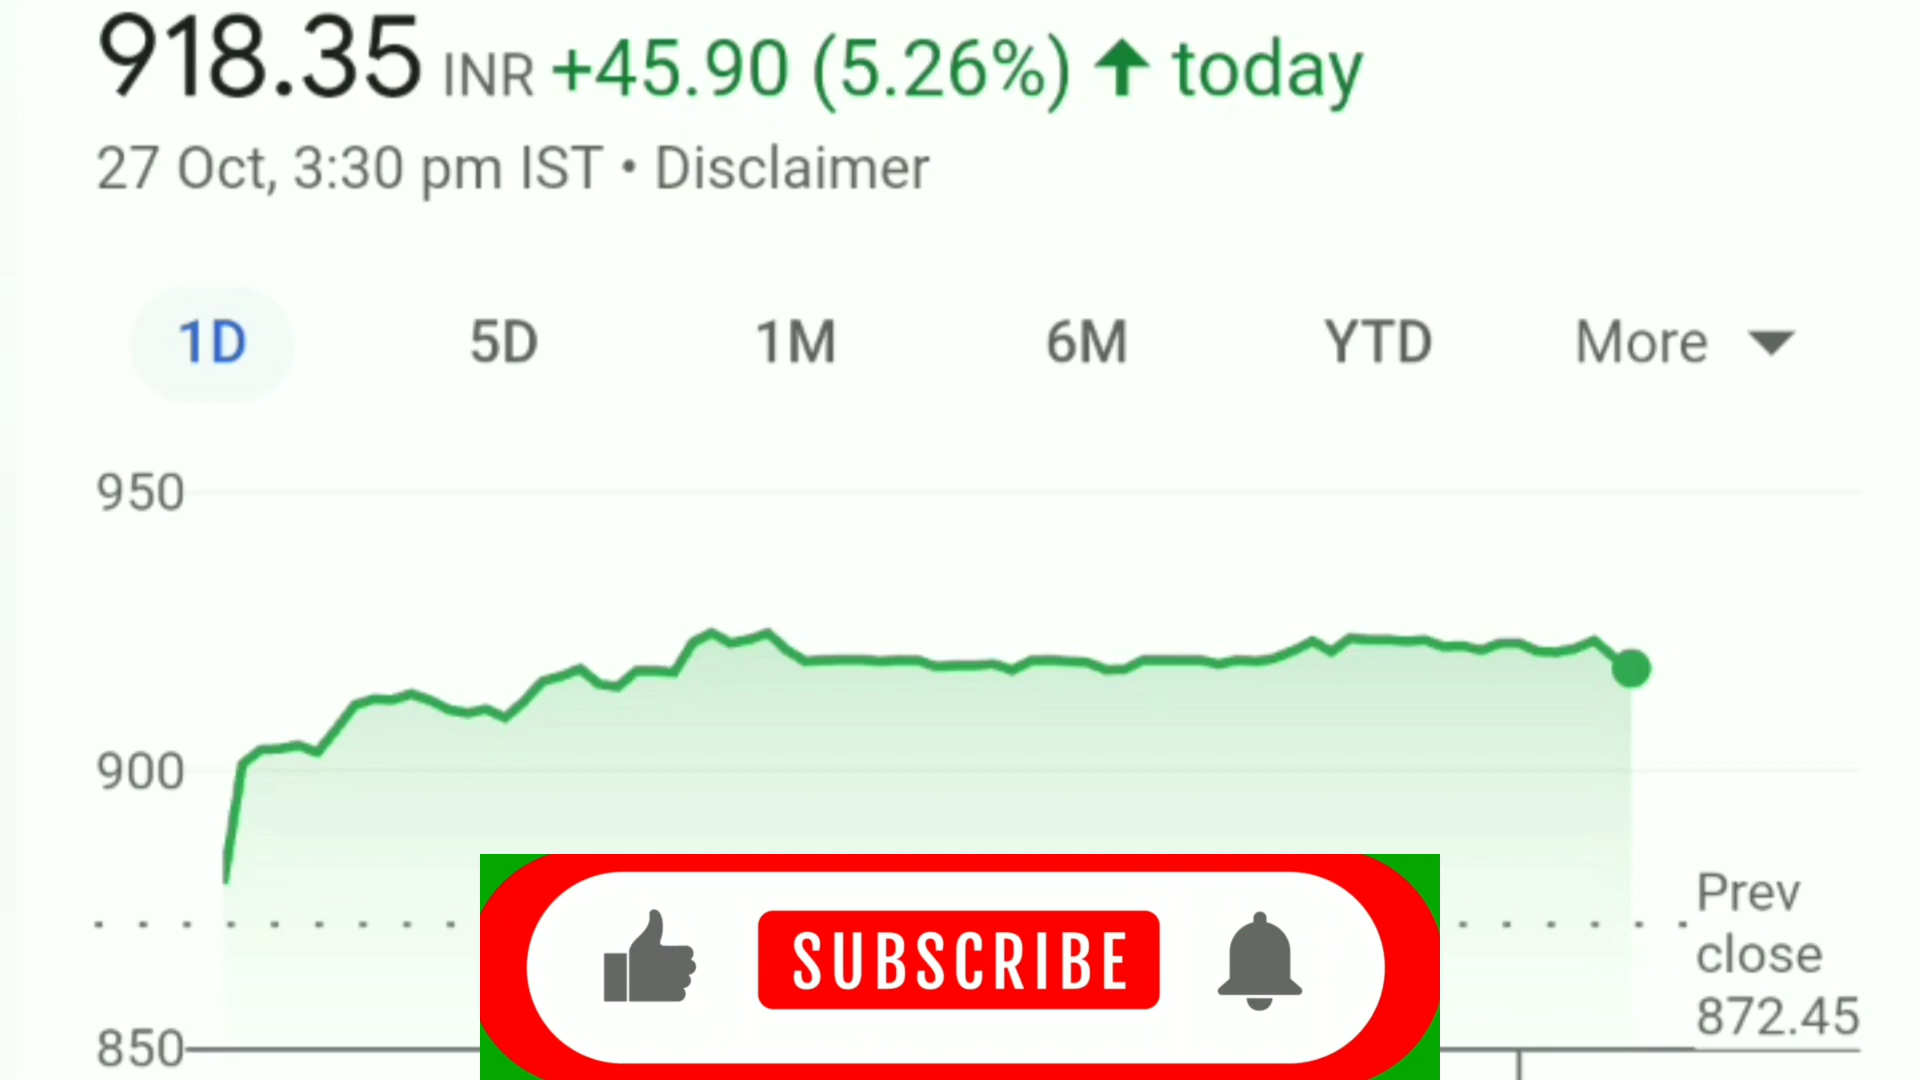 918.35 INR +45.90 (5.26%) ↑ today
27 Oct, 3:30 pm IST • Disclaimer
1D 5D 1M 6M YTD More
950
900
850
Prev
close
872.45
SUBSCRIBE